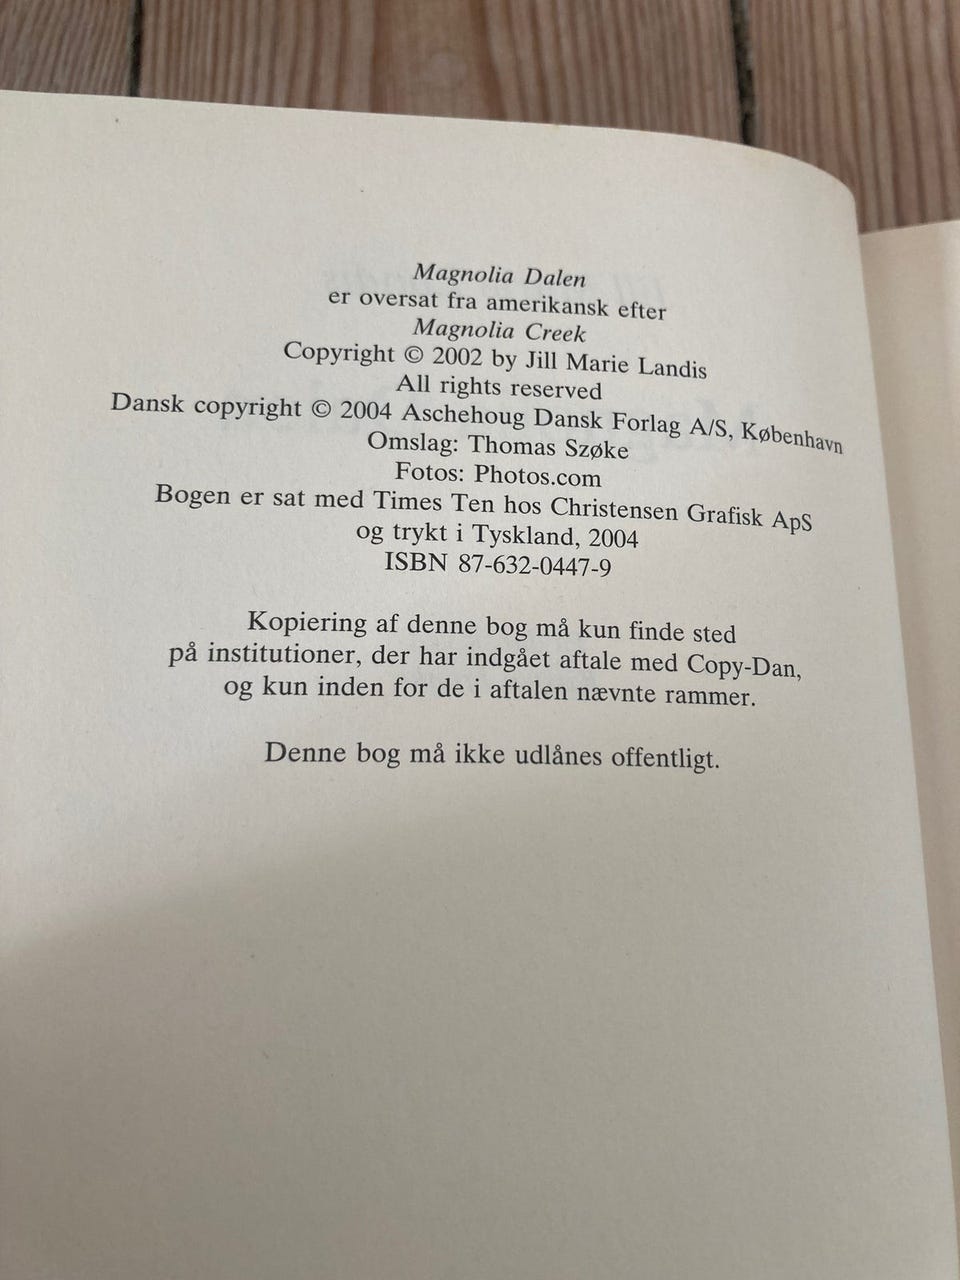 Magnolia Dalen
er oversat fra amerikansk efter
Magnolia Creek
Copyright © 2002 by Jill Marie Landis
All rights reserved
Dansk copyright © 2004 Aschehoug Dansk Forlag A/S, København
Omslag: Thomas Szøke
Fotos: Photos.com
Bogen er sat med Times Ten hos Christensen Grafisk ApS
og trykt i Tyskland, 2004
ISBN 87-632-0447-9
Kopiering af denne bog må kun finde sted
på institutioner, der har indgået aftale med Copy-Dan,
og kun inden for de i aftalen nævnte rammer.
Denne bog må ikke udlånes offentligt.